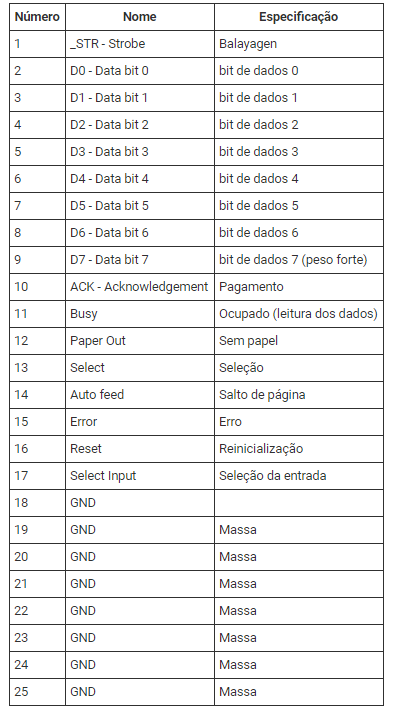 Número Nome Especificação
1 _STR - Strobe Balayagen
2 D0 - Data bit 0 bit de dados 0
3 D1 - Data bit 1 bit de dados 1
4 D2 - Data bit 2 bit de dados 2
5 D3 - Data bit 3 bit de dados 3
6 D4 - Data bit 4 bit de dados 4
7 D5 - Data bit 5 bit de dados 5
8 D6 - Data bit 6 bit de dados 6
9 D7 - Data bit 7 bit de dados 7 (peso forte)
10 ACK - Acknowledgement Pagamento
11 Busy Ocupado (leitura dos dados)
12 Paper Out Sem papel
13 Select Seleção
14 Auto feed Salto de página
15 Error Erro
16 Reset Reinicialização
17 Select Input Seleção da entrada
18 GND
19 GND Massa
20 GND Massa
21 GND Massa
22 GND Massa
23 GND Massa
24 GND Massa
25 GND Massa